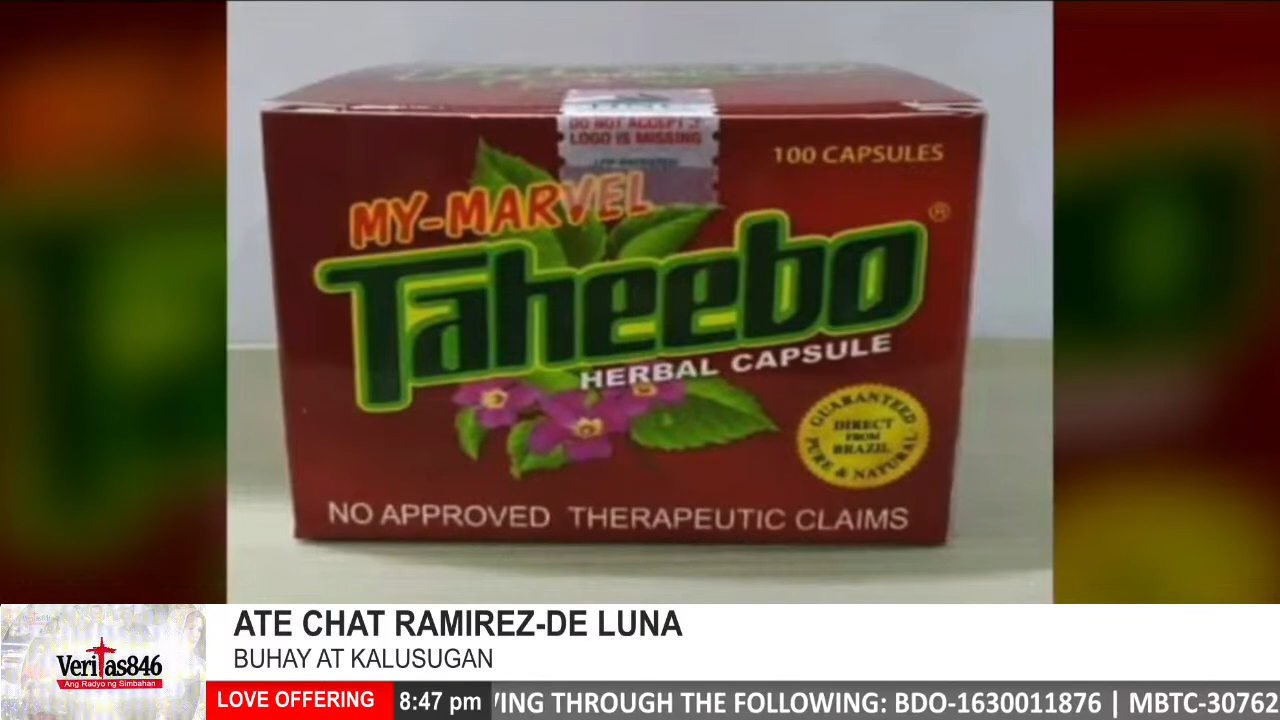 DO NOT ACCEPT IF
LOGO IS MISSING
100 CAPSULES
MY-MARVEL
Taheebo ®
HERBAL CAPSULE
GUARANTEED
DIRECT
FROM
BRAZIL
PURE & NATURAL
NO APPROVED THERAPEUTIC CLAIMS
ATE CHAT RAMIREZ-DE LUNA
BUHAY AT KALUSUGAN
Veritas846
Ang Radyo ng Simbahan
LOVE OFFERING 8:47 pm VING THROUGH THE FOLLOWING: BDO-1630011876 | MBTC-30762